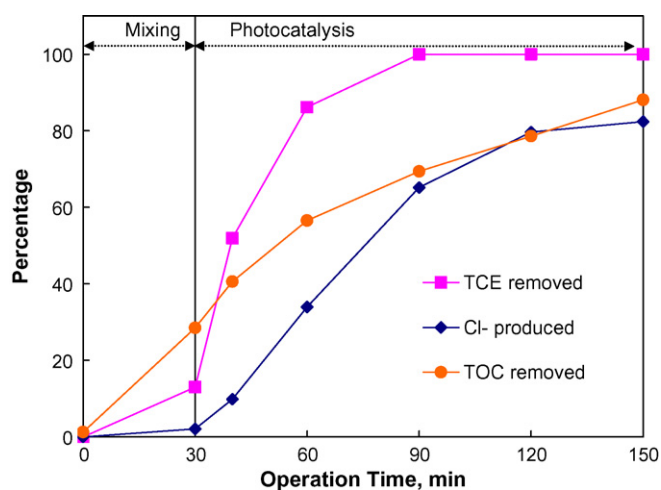 Mixing Photocatalysis
100
80
60
40
20
0
Percentage
TCE removed
Cl- produced
TOC removed
0 30 60 90 120 150
Operation Time, min